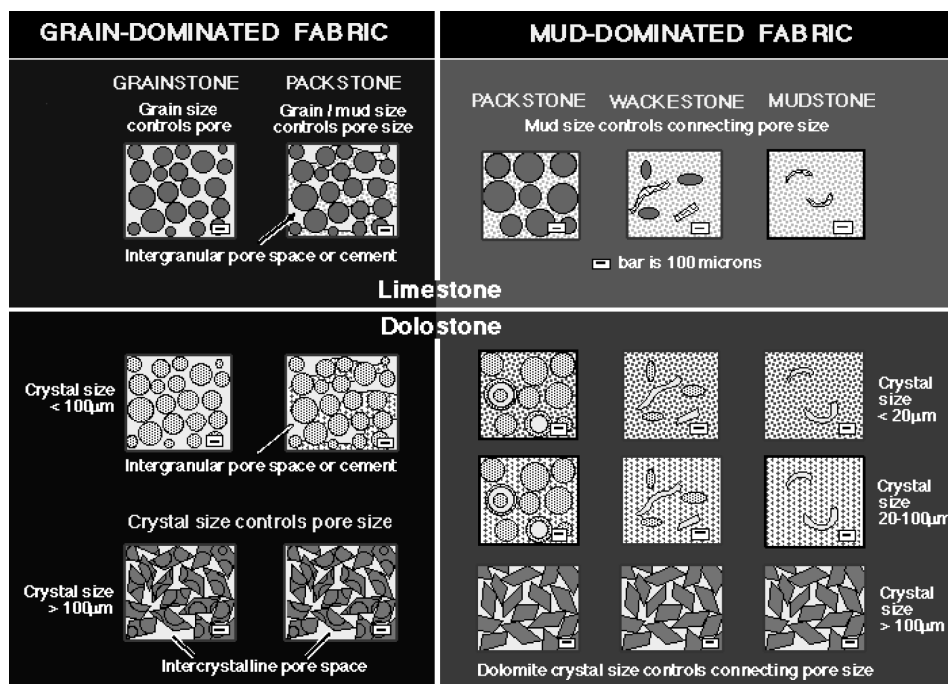 GRAIN-DOMINATED FABRIC
MUD-DOMINATED FABRIC
GRAINSTONE
PACKSTONE
Grain size
controls pore
Grain / mud size
controls pore size
Intergranular pore space or cement
PACKSTONE
WACKESTONE
MUDSTONE
Mud size controls connecting pore size
bar is 100 microns
Limestone
Dolostone
Crystal size
< 100µm
Intergranular pore space or cement
Crystal size controls pore size
Crystal size
> 100µm
Intercrystalline pore space
Crystal
size
< 20µm
Crystal
size
20-100µm
Crystal
size
> 100µm
Dolomite crystal size controls connecting pore size